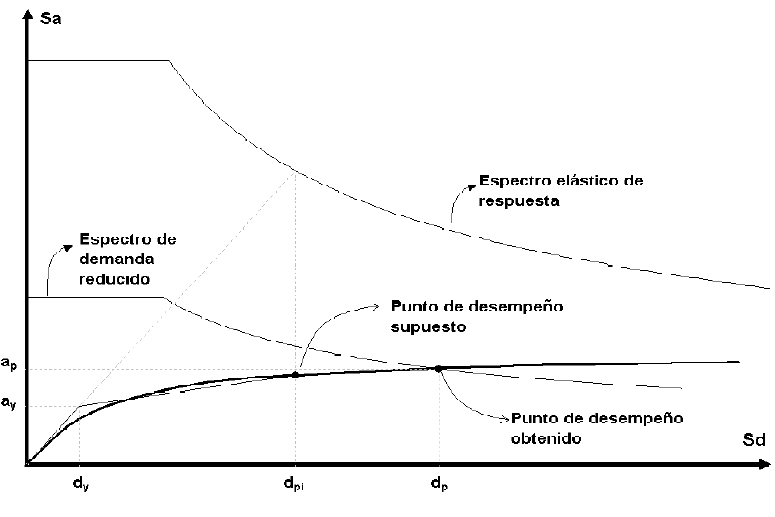 Sa
Espectro elástico de
respuesta
Espectro de
demanda
reducido
Punto de desempeño
supuesto
ap
ay
Punto de desempeño
obtenido
Sd
dy
dpi
dp